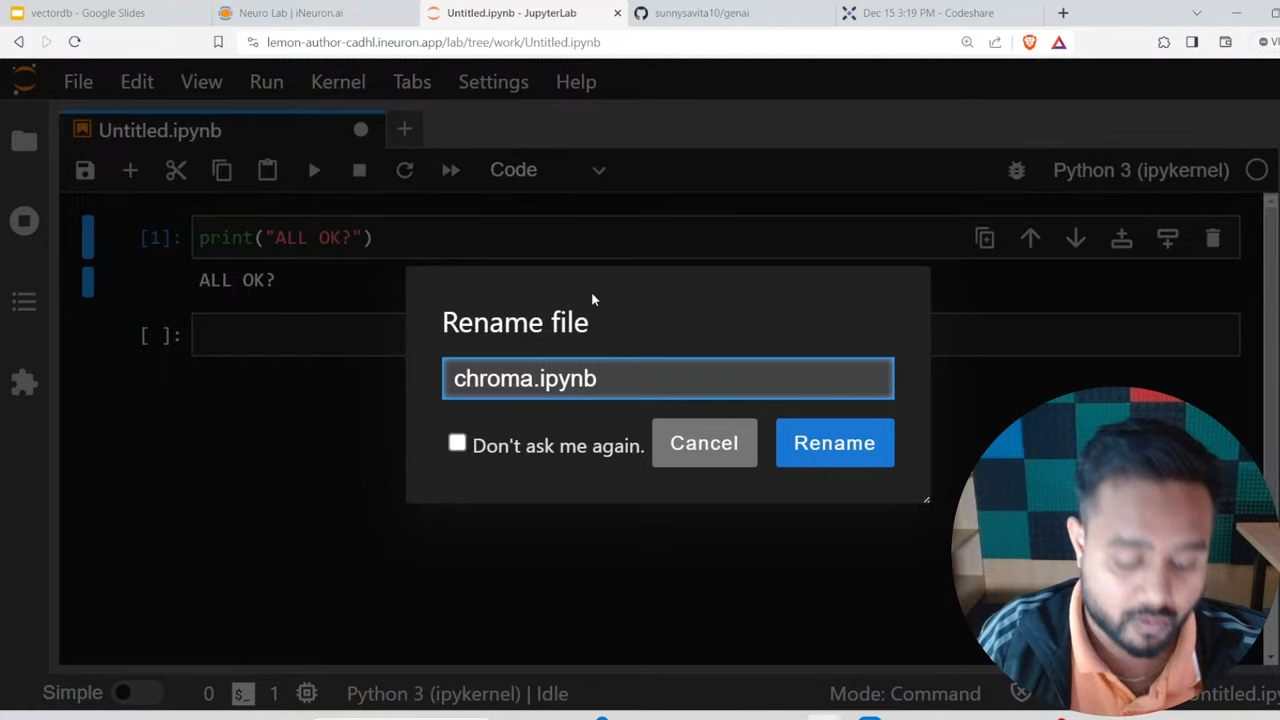 vectordb - Google Slides
Neuro Lab | iNeuron.ai
Untitled.ipynb - JupyterLab
sunnysavita10/genai
Dec 15 3:19 PM - Codeshare
lemon-author-cadhl.ineuron.app/lab/tree/work/Untitled.ipynb
File Edit View Run Kernel Tabs Settings Help
Untitled.ipynb
Code
Python 3 (ipykernel)
[1]: print("ALL OK?")
ALL OK?
[ ]:
Rename file
chroma.ipynb
Don't ask me again.
Cancel
Rename
Simple 0 $_ 1 Python 3 (ipykernel) | Idle Mode: Command